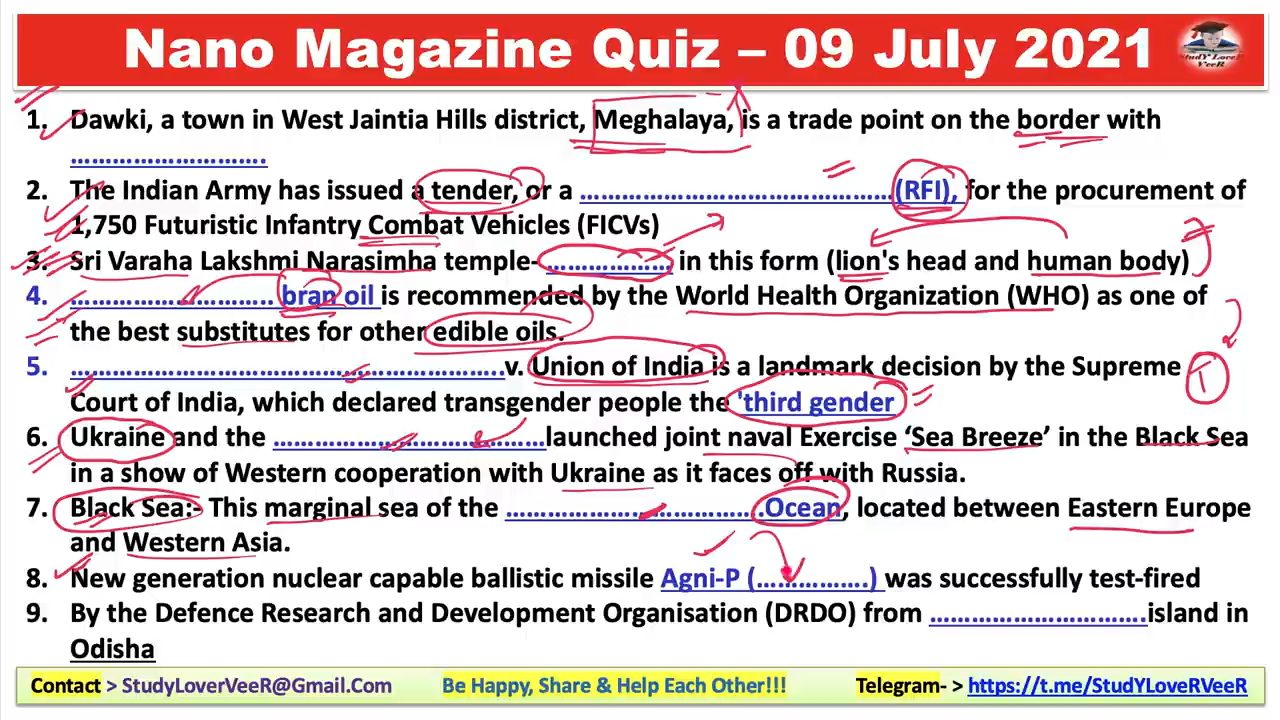 Nano Magazine Quiz – 09 July 2021
StudY LoveR
VeeR
1. Dawki, a town in West Jaintia Hills district, Meghalaya, is a trade point on the border with
……………………………
2. The Indian Army has issued a tender, or a ……………………………………………(RFI), for the procurement of
1,750 Futuristic Infantry Combat Vehicles (FICVs)
3. Sri Varaha Lakshmi Narasimha temple- ………………… in this form (lion's head and human body)
4. …………………………….. bran oil is recommended by the World Health Organization (WHO) as one of
the best substitutes for other edible oils.
5. ……………………………………………………………..v. Union of India is a landmark decision by the Supreme
Court of India, which declared transgender people the 'third gender
6. Ukraine and the ………………………………………launched joint naval Exercise ‘Sea Breeze’ in the Black Sea
in a show of Western cooperation with Ukraine as it faces off with Russia.
7. Black Sea:- This marginal sea of the …………………………………….Ocean, located between Eastern Europe
and Western Asia.
8. New generation nuclear capable ballistic missile Agni-P (……………….) was successfully test-fired
9. By the Defence Research and Development Organisation (DRDO) from ……………………………….island in
Odisha
Contact > StudyLoverVeeR@Gmail.Com Be Happy, Share & Help Each Other!!! Telegram- > https://t.me/StudYLoveRVeeR